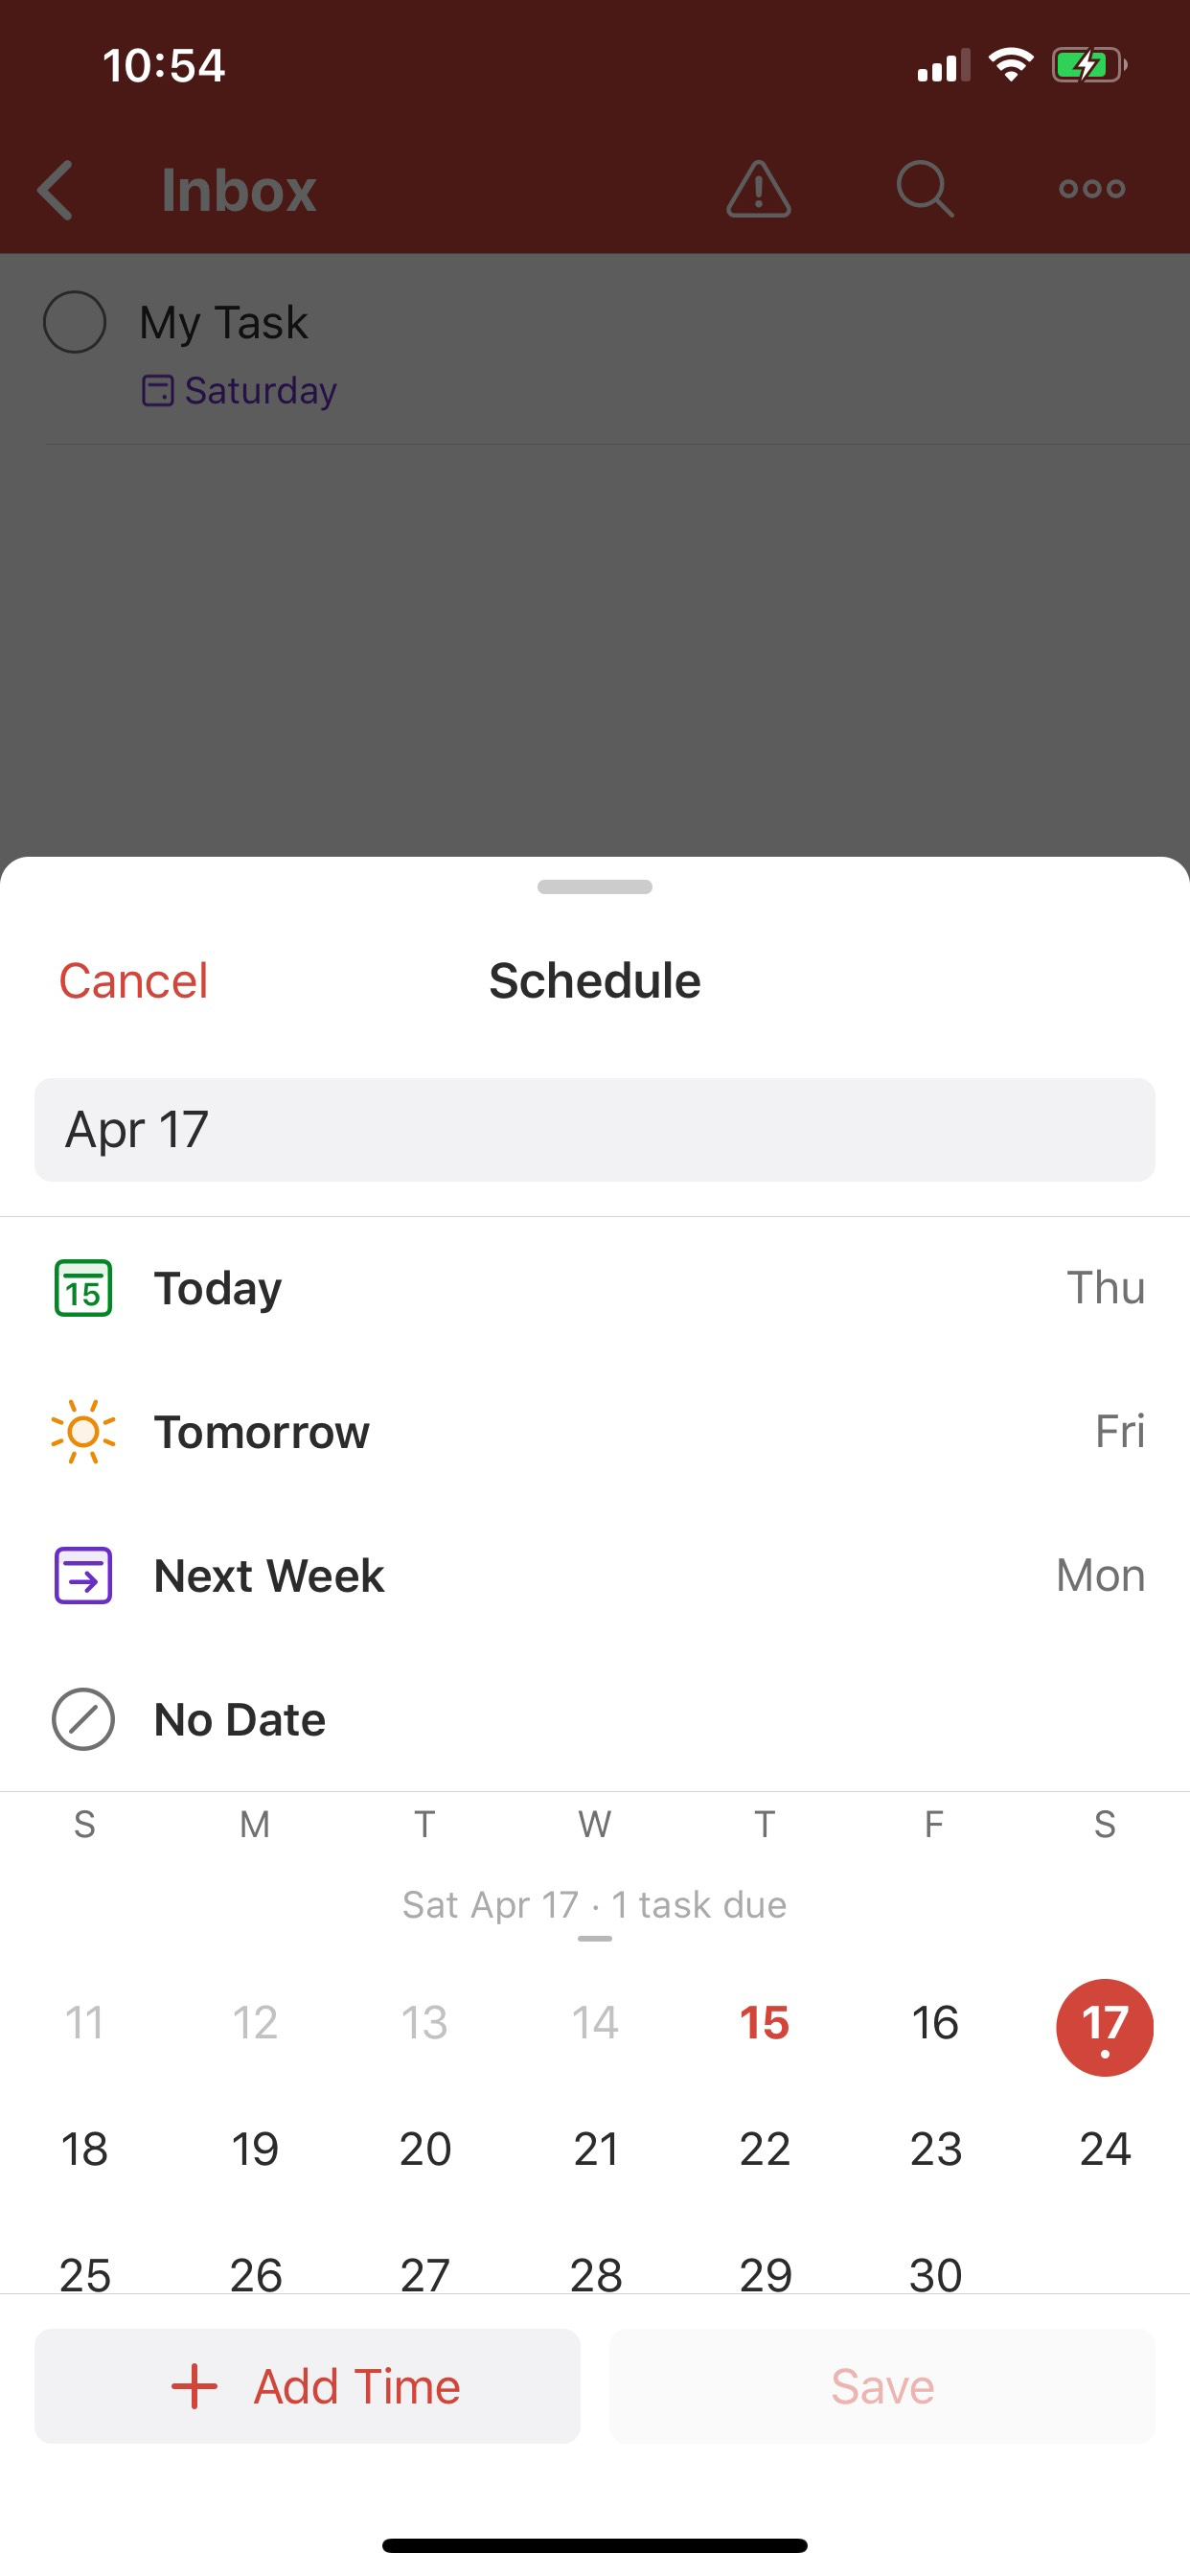 10:54
Inbox
My Task
Saturday
Cancel Schedule
Apr 17
15 Today Thu
Tomorrow Fri
Next Week Mon
No Date
S M T W T F S
Sat Apr 17 · 1 task due
11 12 13 14 15 16 17
18 19 20 21 22 23 24
25 26 27 28 29 30
+ Add Time Save